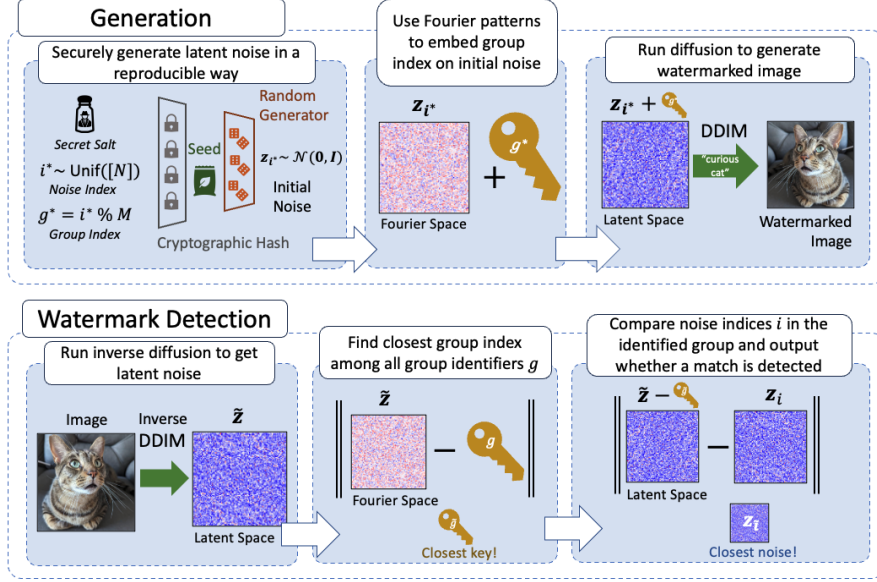 Generation
Securely generate latent noise in a
reproducible way
Secret Salt
i* ~ Unif([N])
Noise Index
g* = i* % M
Group Index
Seed
Cryptographic Hash
Random
Generator
z_{i*} ~ 𝒩(0, I)
Initial
Noise
Use Fourier patterns
to embed group
index on initial noise
z_{i*}
+
g*
Fourier Space
Run diffusion to generate
watermarked image
z_{i*} + g*
Latent Space
DDIM
"curious
cat"
Watermarked
Image
Watermark Detection
Run inverse diffusion to get
latent noise
Image
Inverse
DDIM
z̃
Latent Space
Find closest group index
among all group identifiers g
z̃
‖ − g ‖
Fourier Space
g̃
Closest key!
Compare noise indices i in the
identified group and output
whether a match is detected
z̃ − g̃
z_i
‖ − ‖
Latent Space
z_ĩ
Closest noise!